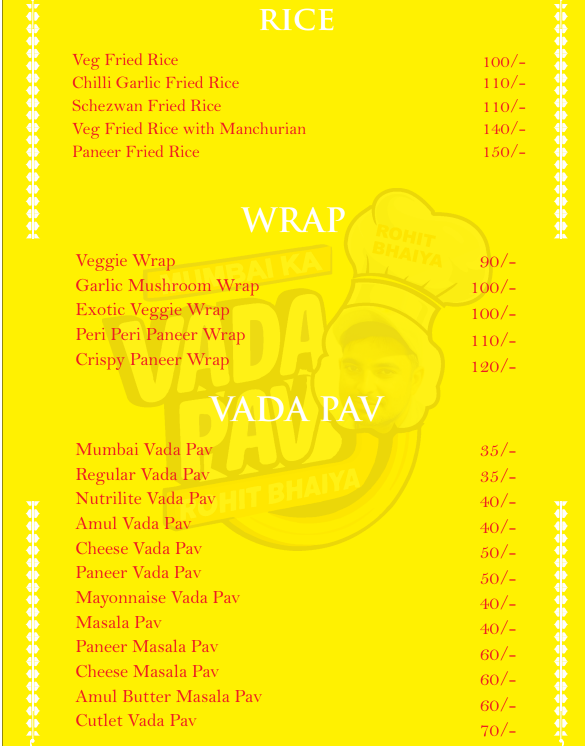 RICE
Veg Fried Rice 100/-
Chilli Garlic Fried Rice 110/-
Schezwan Fried Rice 110/-
Veg Fried Rice with Manchurian 140/-
Paneer Fried Rice 150/-
WRAP
ROHIT
BHAIYA
MUMBAI KA
VADA
PAV
ROHIT BHAIYA
Veggie Wrap 90/-
Garlic Mushroom Wrap 100/-
Exotic Veggie Wrap 100/-
Peri Peri Paneer Wrap 110/-
Crispy Paneer Wrap 120/-
VADA PAV
Mumbai Vada Pav 35/-
Regular Vada Pav 35/-
Nutrilite Vada Pav 40/-
Amul Vada Pav 40/-
Cheese Vada Pav 50/-
Paneer Vada Pav 50/-
Mayonnaise Vada Pav 40/-
Masala Pav 40/-
Paneer Masala Pav 60/-
Cheese Masala Pav 60/-
Amul Butter Masala Pav 60/-
Cutlet Vada Pav 70/-